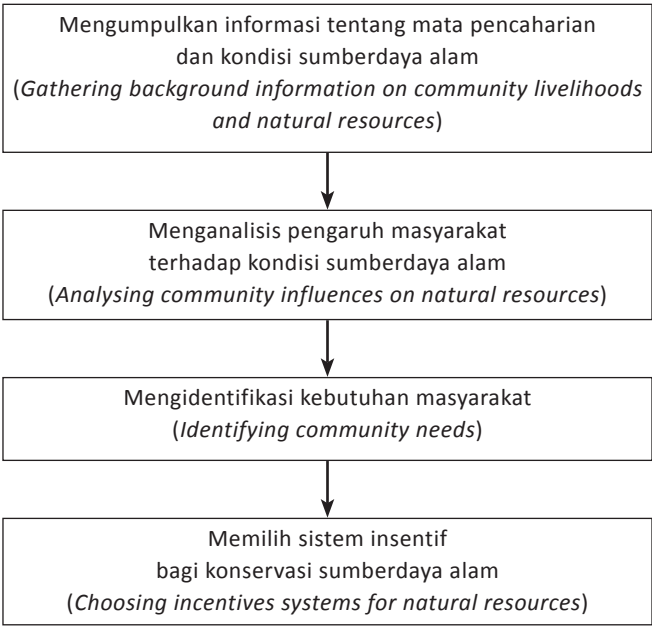 Mengumpulkan informasi tentang mata pencaharian
dan kondisi sumberdaya alam
(Gathering background information on community livelihoods
and natural resources)
Menganalisis pengaruh masyarakat
terhadap kondisi sumberdaya alam
(Analysing community influences on natural resources)
Mengidentifikasi kebutuhan masyarakat
(Identifying community needs)
Memilih sistem insentif
bagi konservasi sumberdaya alam
(Choosing incentives systems for natural resources)